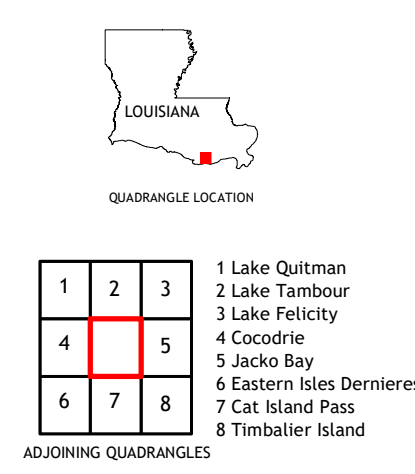 LOUISIANA
QUADRANGLE LOCATION
1 2 3
4 5
6 7 8
1 Lake Quitman
2 Lake Tambour
3 Lake Felicity
4 Cocodrie
5 Jacko Bay
6 Eastern Isles Dernieres
7 Cat Island Pass
8 Timbalier Island
ADJOINING QUADRANGLES